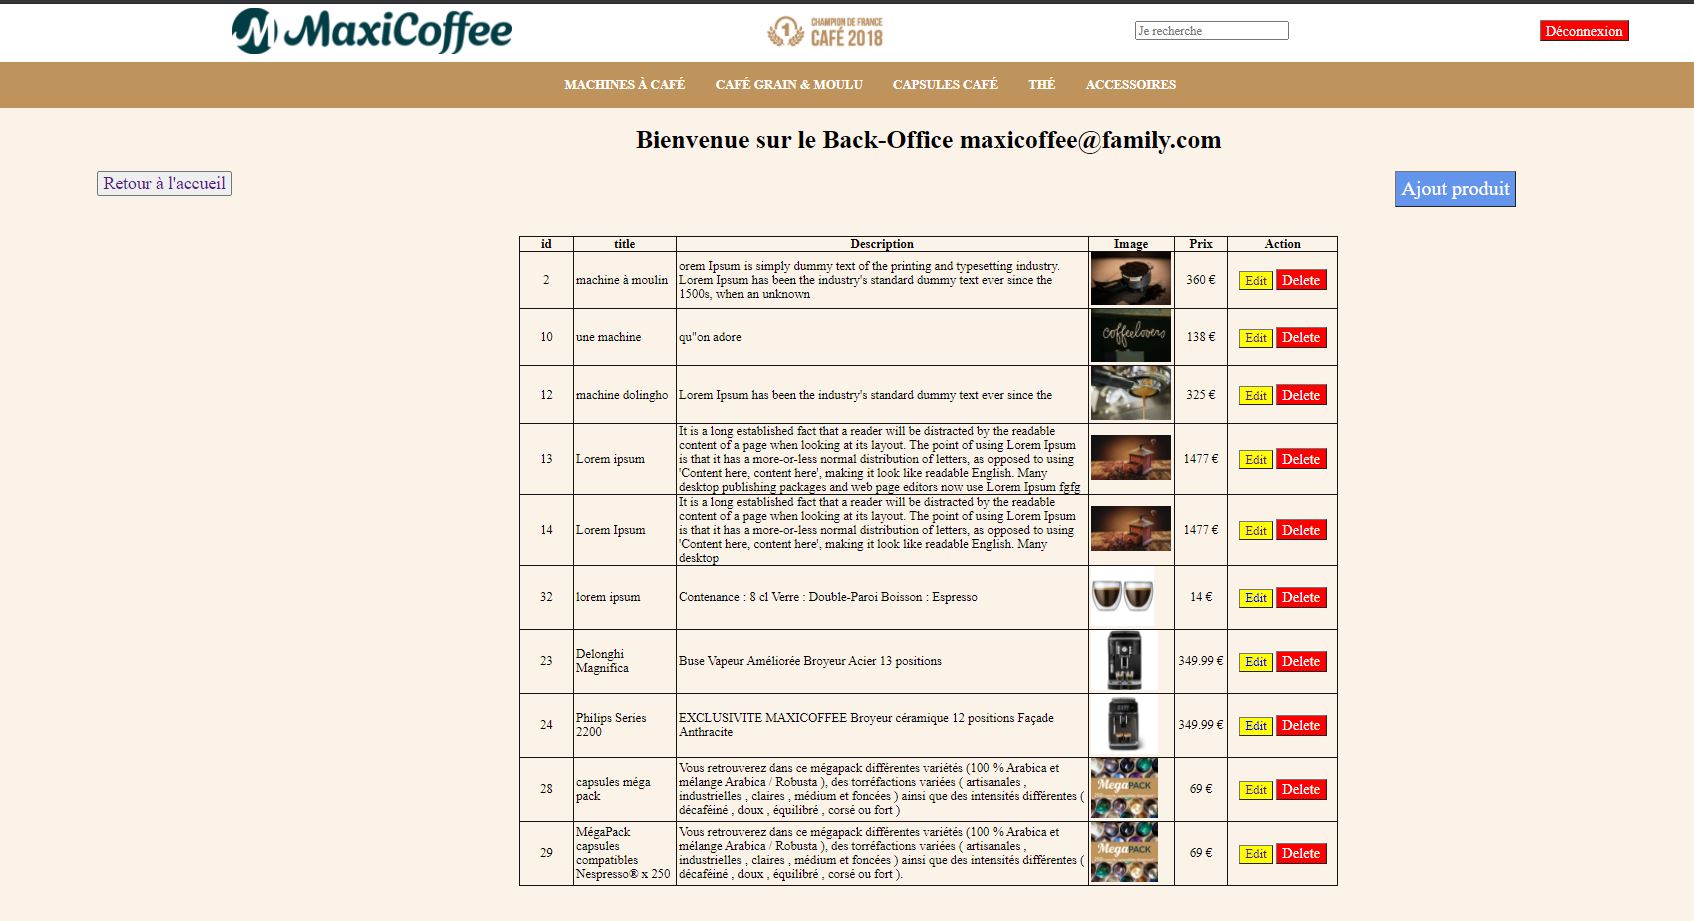 MaxiCoffee
CHAMPION DE FRANCE
CAFÉ 2018
Je recherche
Déconnexion
MACHINES À CAFÉ CAFÉ GRAIN & MOULU CAPSULES CAFÉ THÉ ACCESSOIRES
Bienvenue sur le Back-Office maxicoffee@family.com
Retour à l'accueil
Ajout produit
id title Description Image Prix Action
2 machine à moulin
orem Ipsum is simply dummy text of the printing and typesetting industry.
Lorem Ipsum has been the industry's standard dummy text ever since the
1500s, when an unknown
360 € Edit Delete
10 une machine qu"on adore
coffeelovers
138 € Edit Delete
12 machine dolingho Lorem Ipsum has been the industry's standard dummy text ever since the 325 € Edit Delete
13 Lorem ipsum
It is a long established fact that a reader will be distracted by the readable
content of a page when looking at its layout. The point of using Lorem Ipsum
is that it has a more-or-less normal distribution of letters, as opposed to using
'Content here, content here', making it look like readable English. Many
desktop publishing packages and web page editors now use Lorem Ipsum fgfg
1477 € Edit Delete
14 Lorem Ipsum
It is a long established fact that a reader will be distracted by the readable
content of a page when looking at its layout. The point of using Lorem Ipsum
is that it has a more-or-less normal distribution of letters, as opposed to using
'Content here, content here', making it look like readable English. Many
desktop
1477 € Edit Delete
32 lorem ipsum Contenance : 8 cl Verre : Double-Paroi Boisson : Espresso 14 € Edit Delete
23
Delonghi
Magnifica
Buse Vapeur Améliorée Broyeur Acier 13 positions 349.99 € Edit Delete
24
Philips Series
2200
EXCLUSIVITE MAXICOFFEE Broyeur céramique 12 positions Façade
Anthracite
349.99 € Edit Delete
28
capsules méga
pack
Vous retrouverez dans ce mégapack différentes variétés (100 % Arabica et
mélange Arabica / Robusta ), des torréfactions variées ( artisanales ,
industrielles , claires , médium et foncées ) ainsi que des intensités différentes (
décaféiné , doux , équilibré , corsé ou fort )
MegaPACK
69 € Edit Delete
29
MégaPack
capsules
compatibles
Nespresso® x 250
Vous retrouverez dans ce mégapack différentes variétés (100 % Arabica et
mélange Arabica / Robusta ), des torréfactions variées ( artisanales ,
industrielles , claires , médium et foncées ) ainsi que des intensités différentes (
décaféiné , doux , équilibré , corsé ou fort ).
MegaPACK
69 € Edit Delete